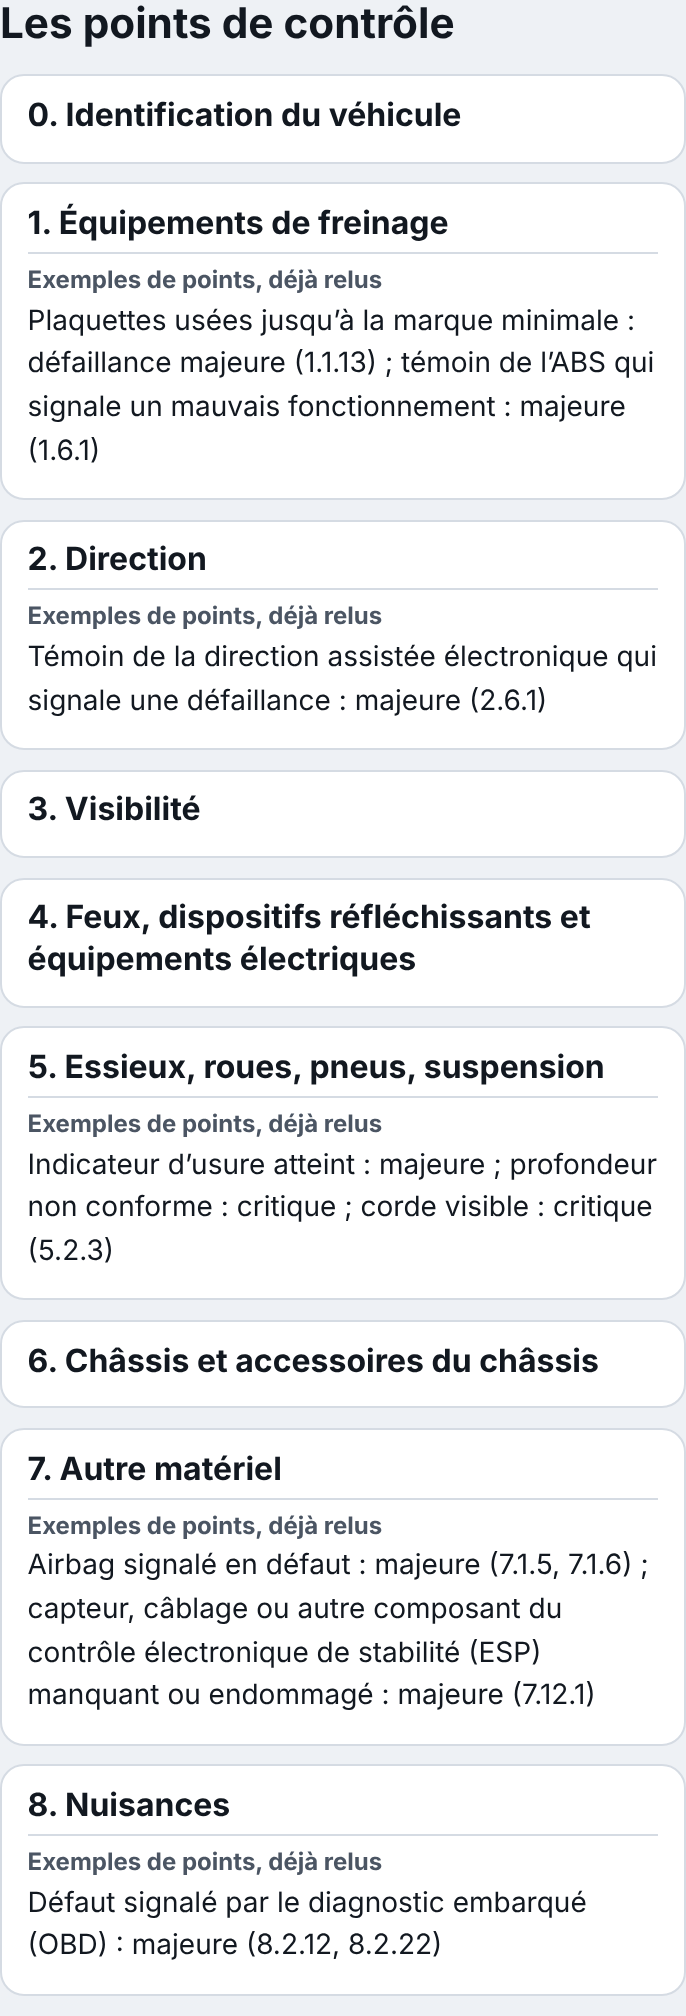 Les points de contrôle
0. Identification du véhicule
1. Équipements de freinage
Exemples de points, déjà relus
Plaquettes usées jusqu’à la marque minimale :
défaillance majeure (1.1.13) ; témoin de l’ABS qui
signale un mauvais fonctionnement : majeure
(1.6.1)
2. Direction
Exemples de points, déjà relus
Témoin de la direction assistée électronique qui
signale une défaillance : majeure (2.6.1)
3. Visibilité
4. Feux, dispositifs réfléchissants et
équipements électriques
5. Essieux, roues, pneus, suspension
Exemples de points, déjà relus
Indicateur d’usure atteint : majeure ; profondeur
non conforme : critique ; corde visible : critique
(5.2.3)
6. Châssis et accessoires du châssis
7. Autre matériel
Exemples de points, déjà relus
Airbag signalé en défaut : majeure (7.1.5, 7.1.6) ;
capteur, câblage ou autre composant du
contrôle électronique de stabilité (ESP)
manquant ou endommagé : majeure (7.12.1)
8. Nuisances
Exemples de points, déjà relus
Défaut signalé par le diagnostic embarqué
(OBD) : majeure (8.2.12, 8.2.22)